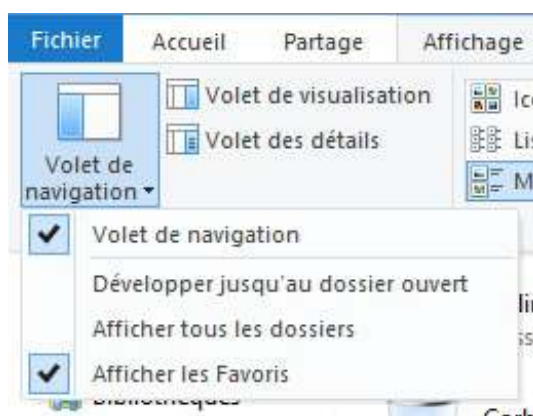 Fichier Accueil Partage Affichage
Volet de visualisation
Volet des détails
Volet de
navigation
Volet de navigation
Développer jusqu'au dossier ouvert
Afficher tous les dossiers
Afficher les Favoris